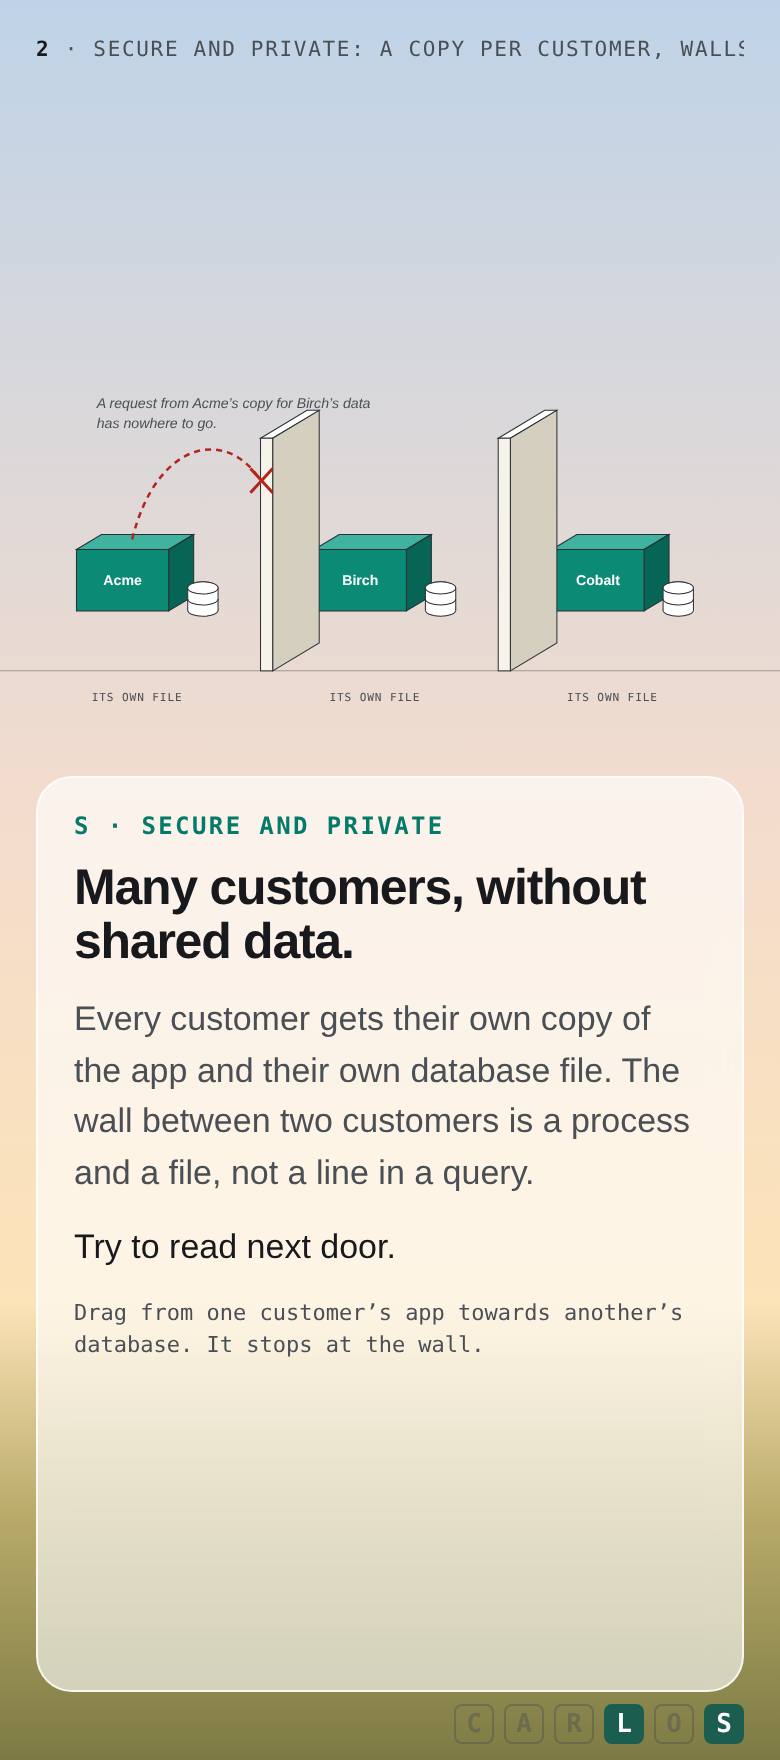 2 · SECURE AND PRIVATE: A COPY PER CUSTOMER, WALLS
A request from Acme’s copy for Birch’s data
has nowhere to go.
Acme
Birch
Cobalt
ITS OWN FILE
ITS OWN FILE
ITS OWN FILE
S · SECURE AND PRIVATE
Many customers, without
shared data.
Every customer gets their own copy of
the app and their own database file. The
wall between two customers is a process
and a file, not a line in a query.
Try to read next door.
Drag from one customer’s app towards another’s
database. It stops at the wall.
C A R L O S